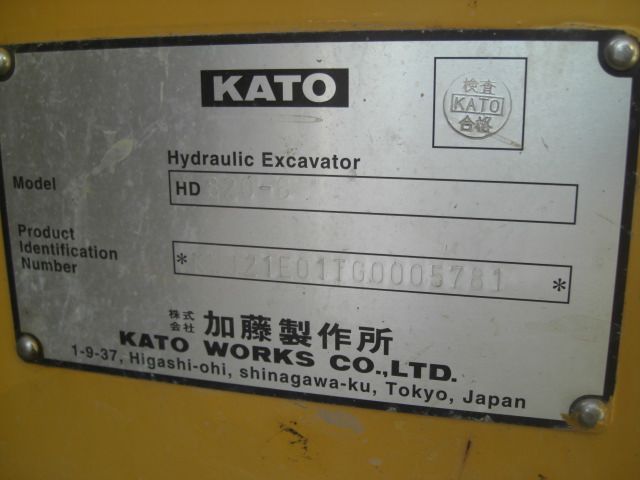 KATO
検査
KATO
合格
Hydraulic Excavator
Model HD
Product
Identification
Number
* *
株式会社 加藤製作所
KATO WORKS CO.,LTD.
1-9-37, Higashi-ohi, shinagawa-ku, Tokyo, Japan